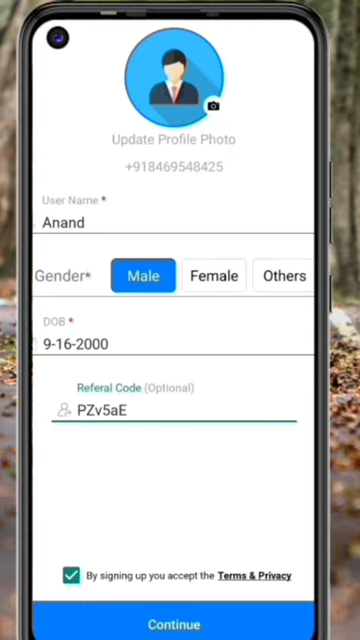 Update Profile Photo
+918469548425
User Name *
Anand
Gender* Male Female Others
DOB *
9-16-2000
Referal Code (Optional)
PZv5aE
By signing up you accept the Terms & Privacy
Continue